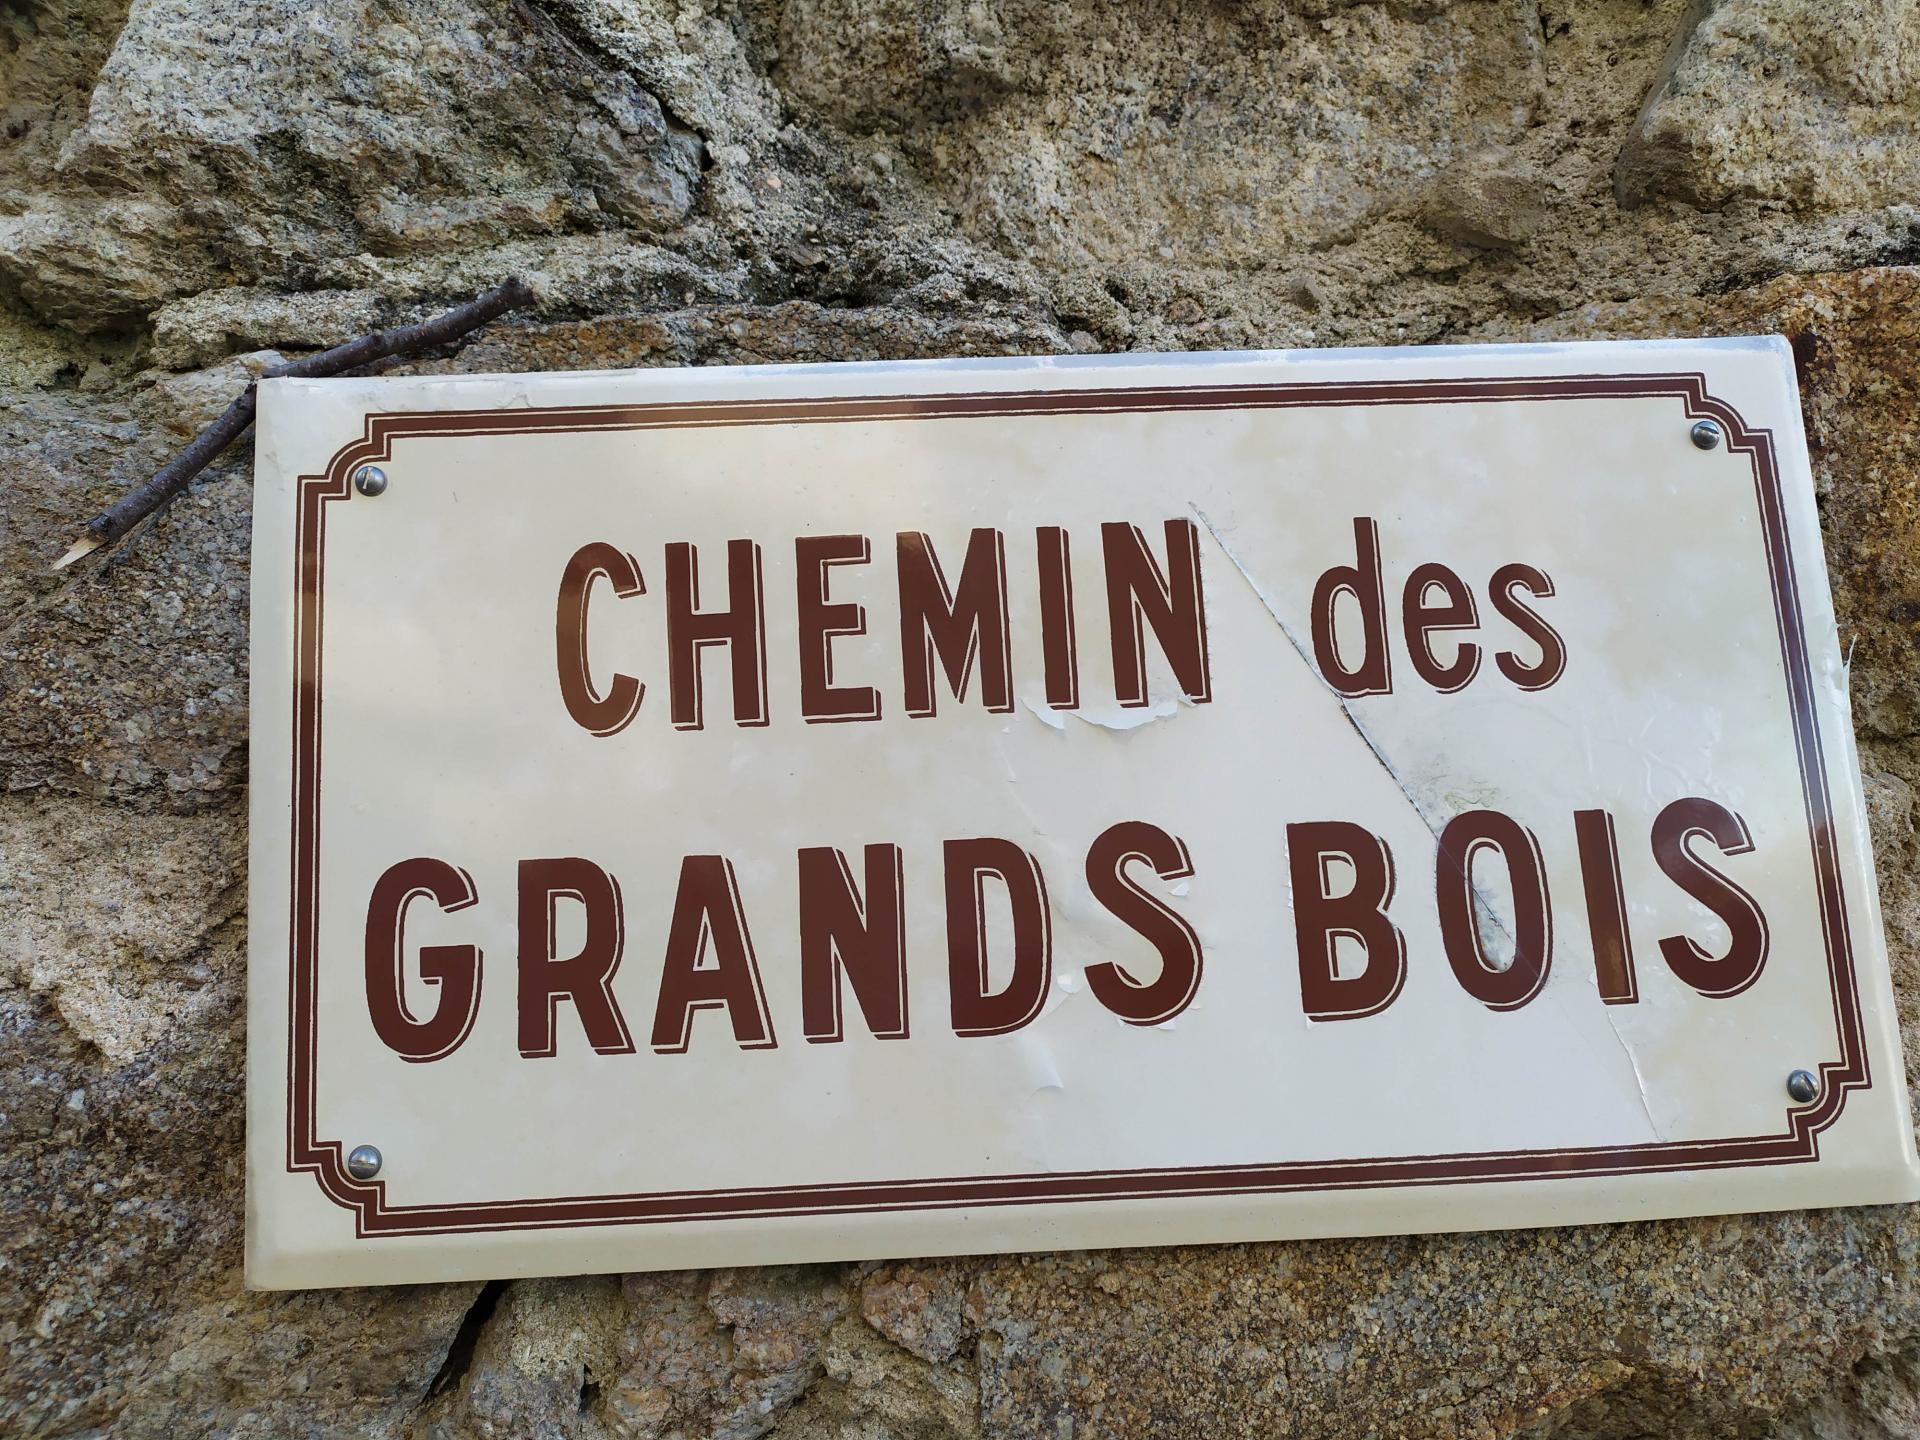 CHEMIN des
GRANDS BOIS